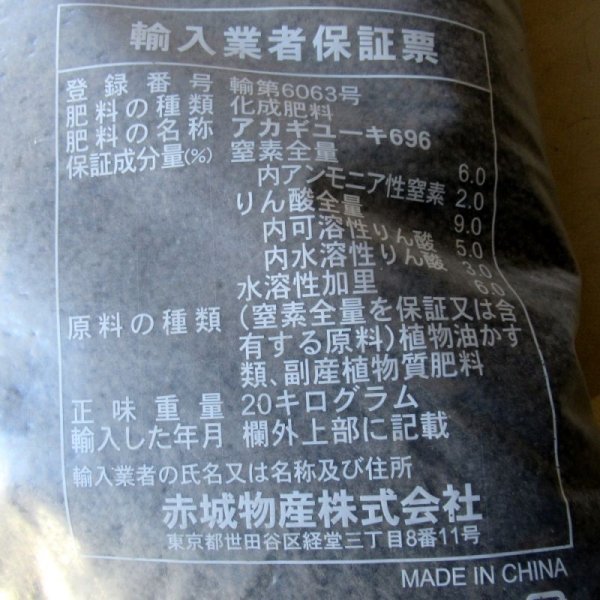 輸入業者保証票
登録番号 輸第6063号
肥料の種類 化成肥料
肥料の名称 アカギユーキ696
保証成分量(%) 窒素全量 6.0
内アンモニア性窒素 2.0
りん酸全量 9.0
内可溶性りん酸 5.0
内水溶性りん酸 3.0
水溶性加里 6.0
原料の種類 (窒素全量を保証又は含
有する原料)植物油かす
類、副産植物質肥料
正味重量 20キログラム
輸入した年月 欄外上部に記載
輸入業者の氏名又は名称及び住所
赤城物産株式会社
東京都世田谷区経堂三丁目8番11号
MADE IN CHINA